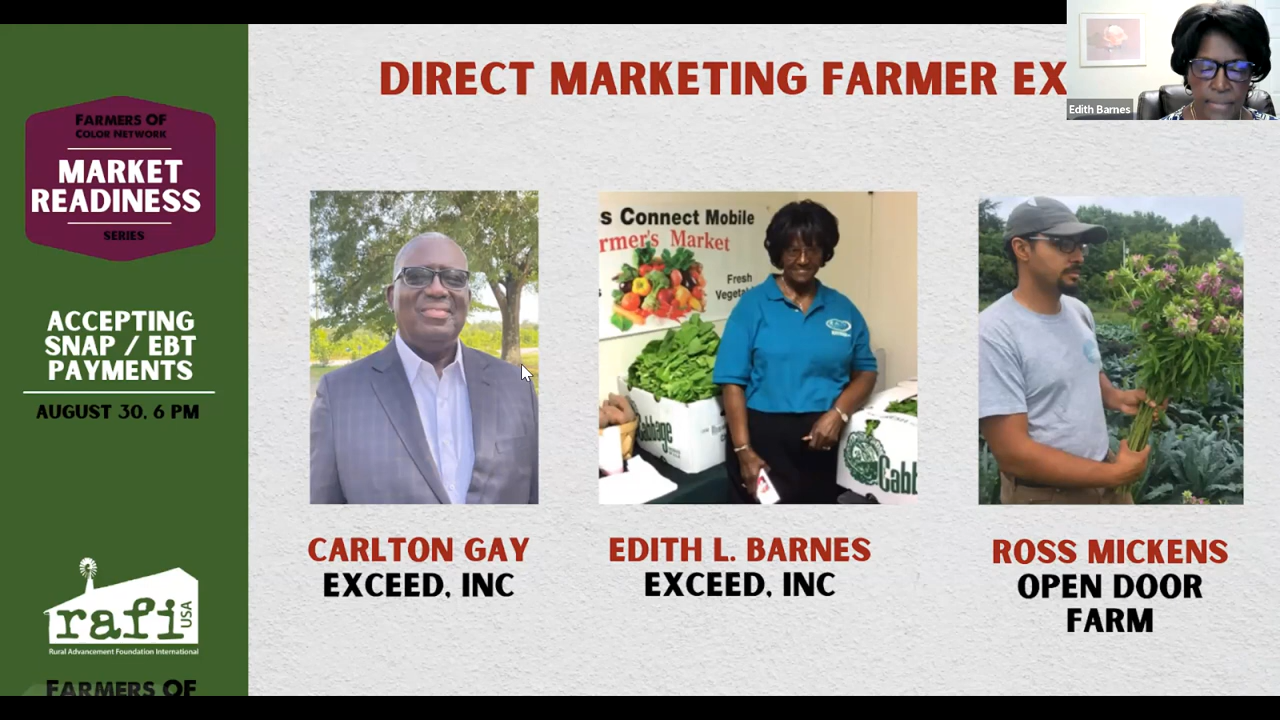 DIRECT MARKETING FARMER EX
Edith Barnes
FARMERS OF
COLOR NETWORK
MARKET
READINESS
SERIES
ACCEPTING
SNAP / EBT
PAYMENTS
AUGUST 30, 6 PM
s Connect Mobile
rmer's Market
Fresh
Vegeta
Cabbage
Cabb
CARLTON GAY
EXCEED, INC
EDITH L. BARNES
EXCEED, INC
ROSS MICKENS
OPEN DOOR
FARM
rafi
USA
Rural Advancement Foundation International
FARMERS OF